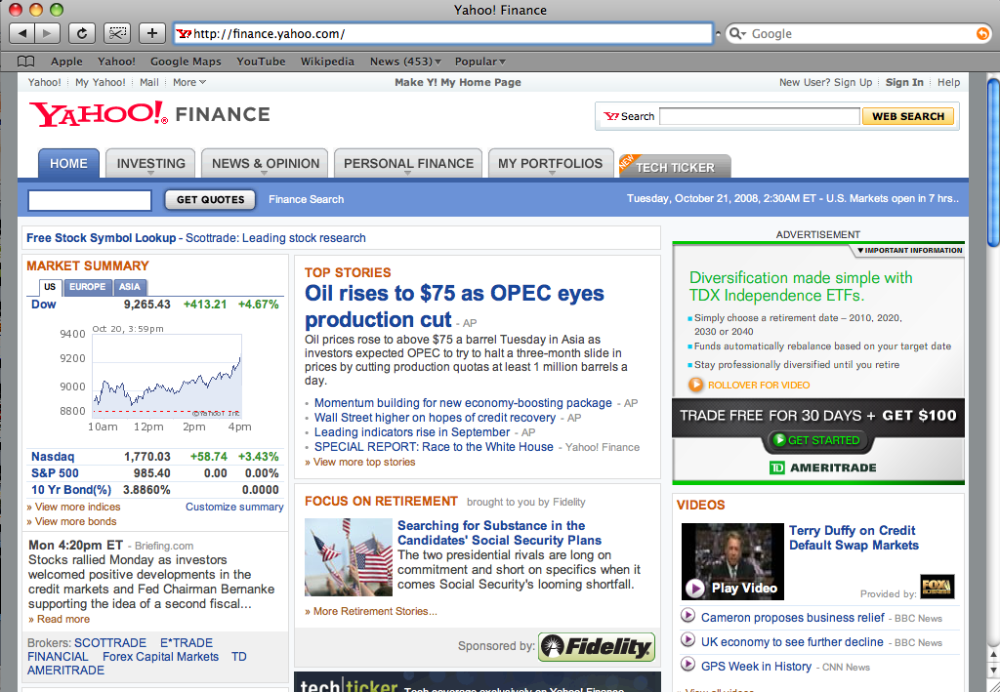 Yahoo! Finance
http://finance.yahoo.com/
Google
Apple Yahoo! Google Maps YouTube Wikipedia News (453) Popular
Yahoo! My Yahoo! Mail More Make Y! My Home Page New User? Sign Up Sign In Help
YAHOO! FINANCE
Y! Search WEB SEARCH
HOME INVESTING NEWS & OPINION PERSONAL FINANCE MY PORTFOLIOS NEW TECH TICKER
GET QUOTES Finance Search Tuesday, October 21, 2008, 2:30AM ET - U.S. Markets open in 7 hrs..
Free Stock Symbol Lookup - Scottrade: Leading stock research
MARKET SUMMARY
US EUROPE ASIA
Dow 9,265.43 +413.21 +4.67%
Oct 20, 3:59pm
9400
9200
9000
8800
©Yahoo! Inc
10am 12pm 2pm 4pm
Nasdaq 1,770.03 +58.74 +3.43%
S&P 500 985.40 0.00 0.00%
10 Yr Bond(%) 3.8860% 0.0000
» View more indices Customize summary
» View more bonds
Mon 4:20pm ET - Briefing.com
Stocks rallied Monday as investors
welcomed positive developments in the
credit markets and Fed Chairman Bernanke
supporting the idea of a second fiscal...
» Read more
Brokers: SCOTTRADE E*TRADE
FINANCIAL Forex Capital Markets TD
AMERITRADE
TOP STORIES
Oil rises to $75 as OPEC eyes
production cut - AP
Oil prices rose to above $75 a barrel Tuesday in Asia as
investors expected OPEC to try to halt a three-month slide in
prices by cutting production quotas at least 1 million barrels a
day.
• Momentum building for new economy-boosting package - AP
• Wall Street higher on hopes of credit recovery - AP
• Leading indicators rise in September - AP
• SPECIAL REPORT: Race to the White House - Yahoo! Finance
» View more top stories
FOCUS ON RETIREMENT brought to you by Fidelity
Searching for Substance in the
Candidates' Social Security Plans
The two presidential rivals are long on
commitment and short on specifics when it
comes Social Security's looming shortfall.
» More Retirement Stories...
Sponsored by: Fidelity
tech ticker Tech coverage exclusively on Yahoo! Finance
ADVERTISEMENT
▼ IMPORTANT INFORMATION
Diversification made simple with
TDX Independence ETFs.
Simply choose a retirement date – 2010, 2020,
2030 or 2040
Funds automatically rebalance based on your target date
Stay professionally diversified until you retire
ROLLOVER FOR VIDEO
TRADE FREE FOR 30 DAYS + GET $100
GET STARTED
TD AMERITRADE
VIDEOS
Terry Duffy on Credit
Default Swap Markets
Play Video
Provided by: FOX BUSINESS
Cameron proposes business relief - BBC News
UK economy to see further decline - BBC News
GPS Week in History - CNN News
View all videos